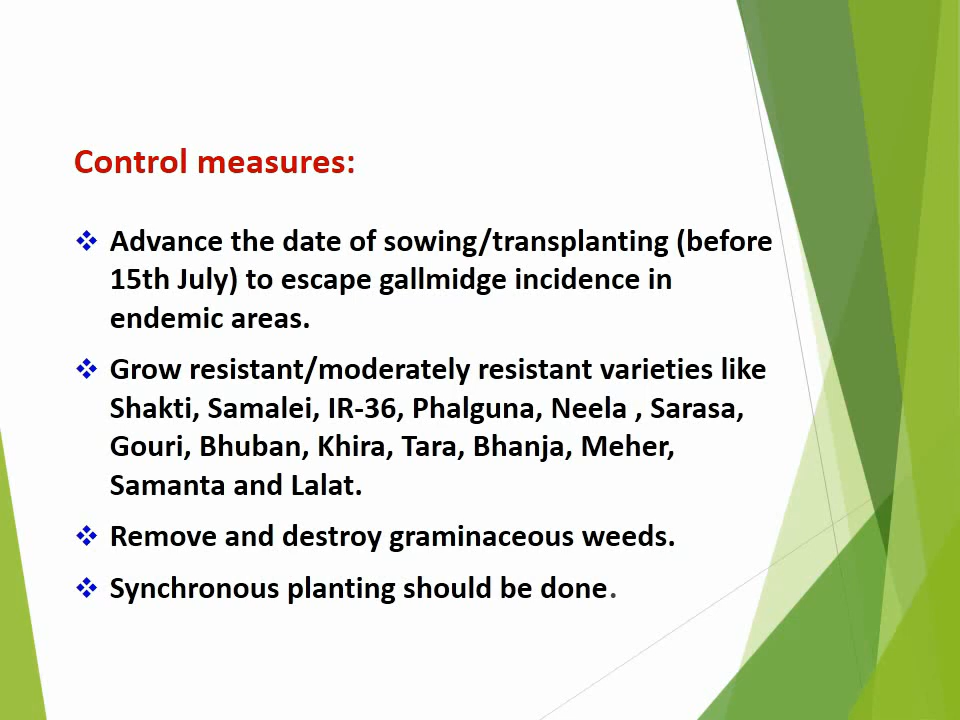 Control measures:
❖ Advance the date of sowing/transplanting (before
15th July) to escape gallmidge incidence in
endemic areas.
❖ Grow resistant/moderately resistant varieties like
Shakti, Samalei, IR-36, Phalguna, Neela , Sarasa,
Gouri, Bhuban, Khira, Tara, Bhanja, Meher,
Samanta and Lalat.
❖ Remove and destroy graminaceous weeds.
❖ Synchronous planting should be done.